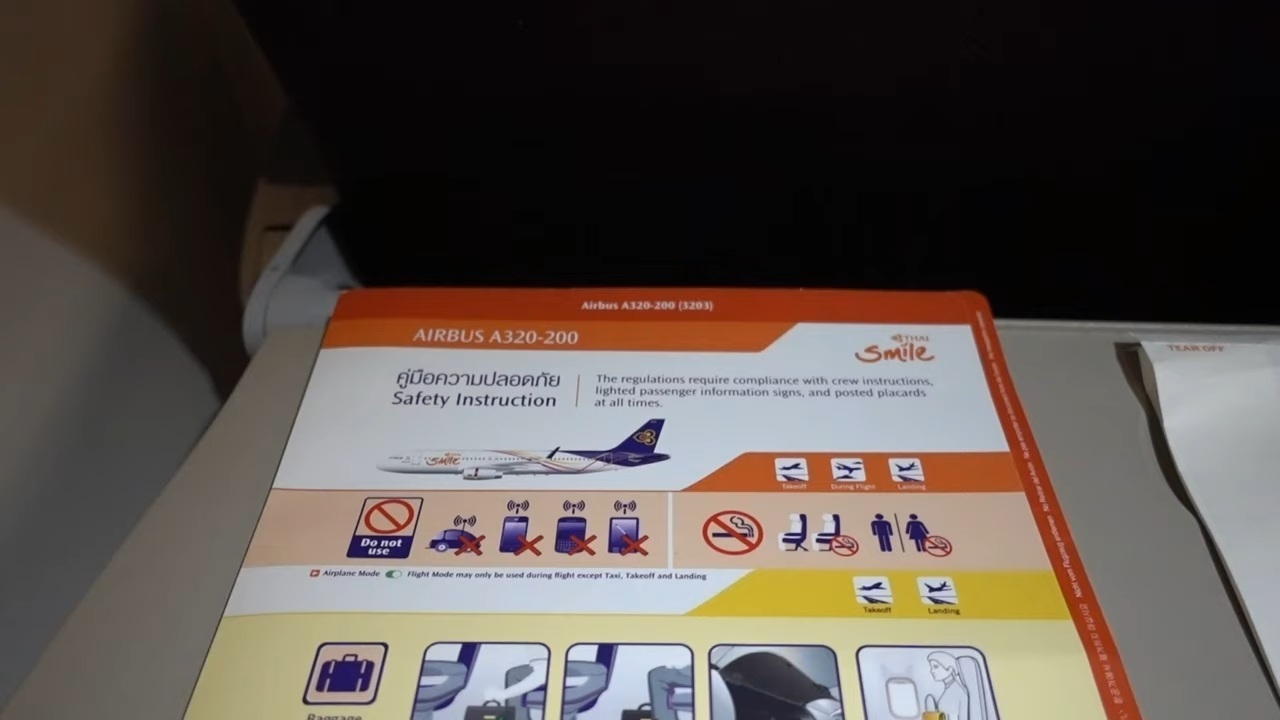 Airbus A320-200 (3203)
AIRBUS A320-200
THAI
Smile
คู่มือความปลอดภัย
Safety Instruction
The regulations require compliance with crew instructions,
lighted passenger information signs, and posted placards
at all times.
Smile
Takeoff
During Flight
Landing
Do not
use
Airplane Mode
Flight Mode may only be used during flight except Taxi, Takeoff and Landing
Takeoff
Landing
Baggage
TEAR OFF